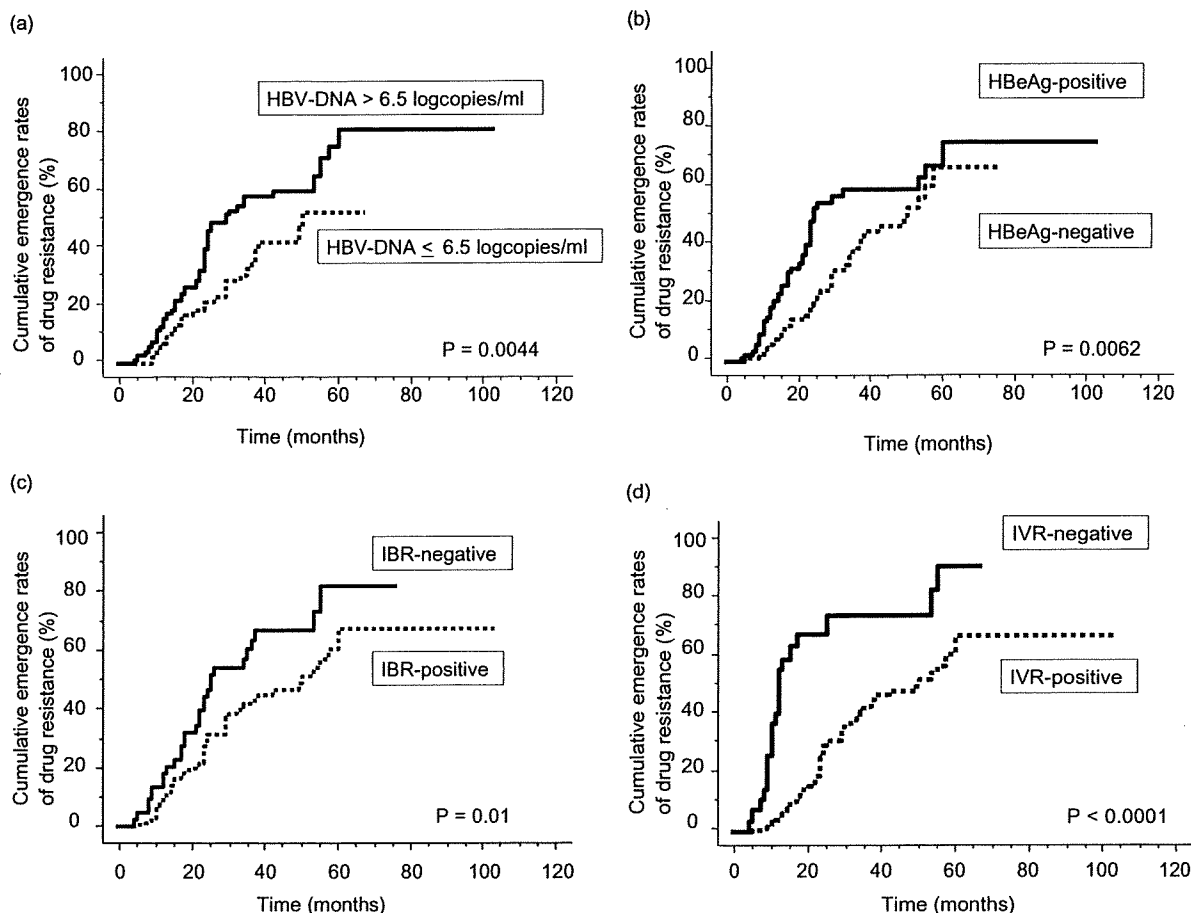 (a)
Cumulative emergence rates
of drug resistance (%)
100
80
60
40
20
0
HBV-DNA > 6.5 logcopies/ml
HBV-DNA ≤ 6.5 logcopies/ml
P = 0.0044
0 20 40 60 80 100 120
Time (months)
(b)
Cumulative emergence rates
of drug resistance (%)
100
80
60
40
20
0
HBeAg-positive
HBeAg-negative
P = 0.0062
0 20 40 60 80 100 120
Time (months)
(c)
Cumulative emergence rates
of drug resistance (%)
100
80
60
40
20
0
IBR-negative
IBR-positive
P = 0.01
0 20 40 60 80 100 120
Time (months)
(d)
Cumulative emergence rates
of drug resistance (%)
100
80
60
40
20
0
IVR-negative
IVR-positive
P < 0.0001
0 20 40 60 80 100 120
Time (months)